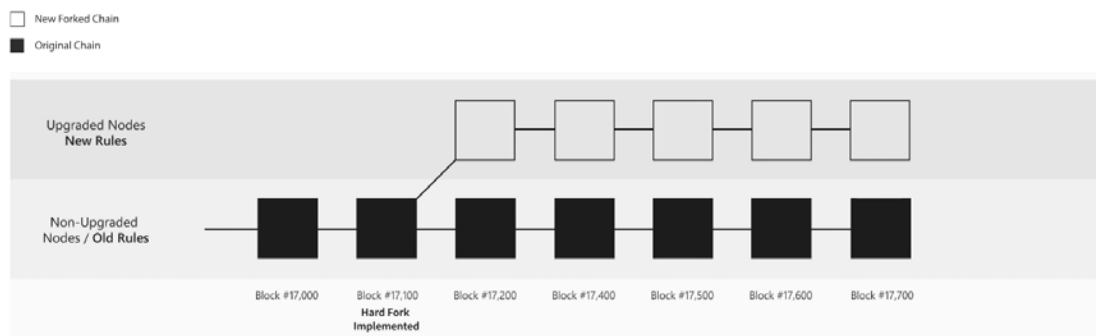 New Forked Chain
Original Chain
Upgraded Nodes
New Rules
Non-Upgraded
Nodes / Old Rules
Block #17,000
Block #17,100
Block #17,200
Block #17,400
Block #17,500
Block #17,600
Block #17,700
Hard Fork
Implemented